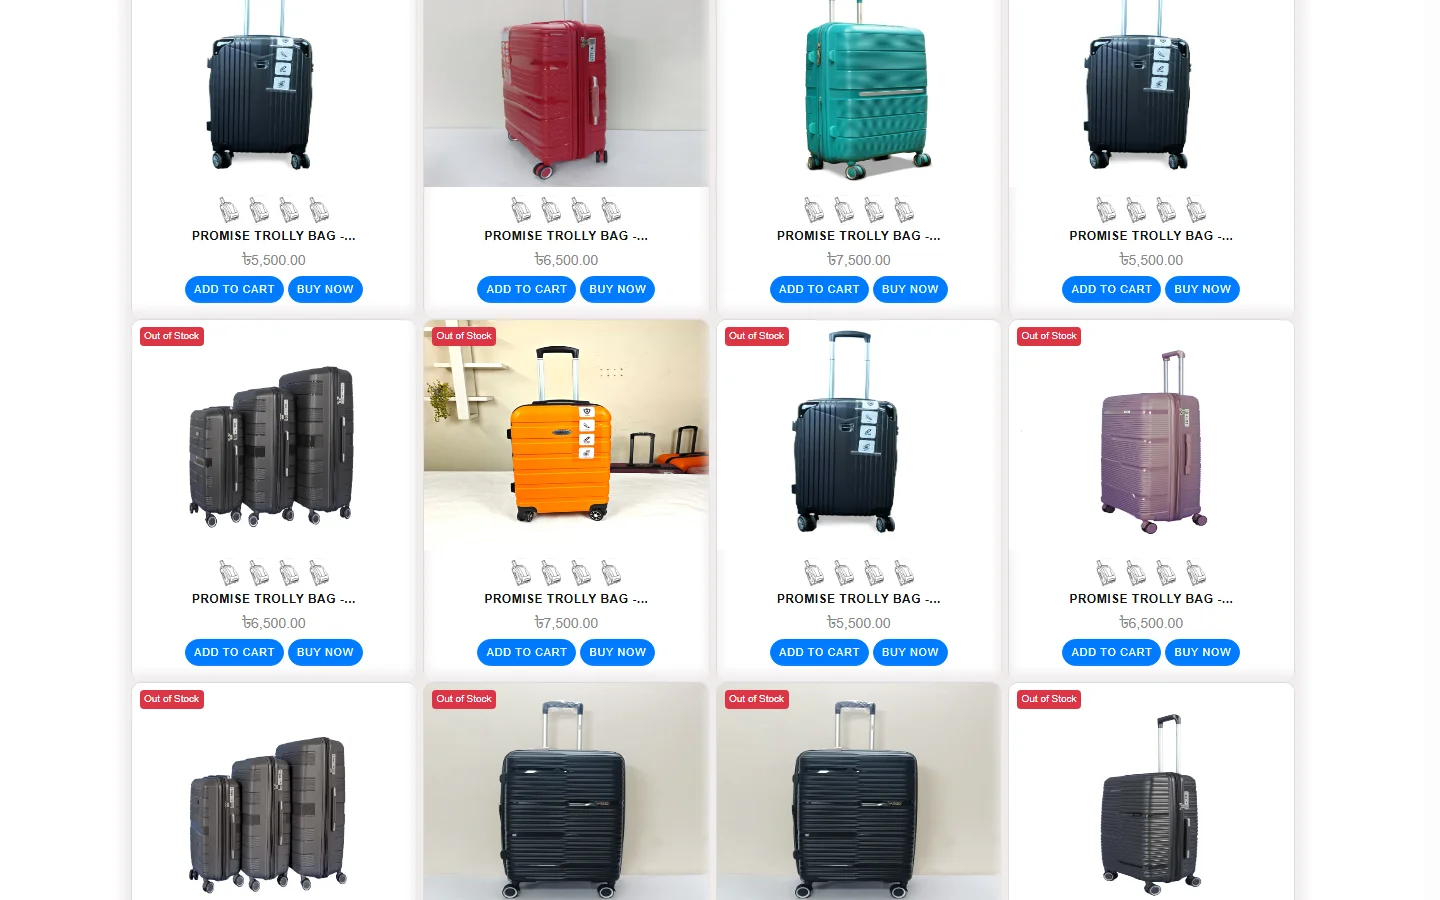 PROMISE TROLLY BAG -...
৳5,500.00
ADD TO CART BUY NOW
PROMISE TROLLY BAG -...
৳6,500.00
ADD TO CART BUY NOW
PROMISE TROLLY BAG -...
৳7,500.00
ADD TO CART BUY NOW
PROMISE TROLLY BAG -...
৳5,500.00
ADD TO CART BUY NOW
Out of Stock
PROMISE TROLLY BAG -...
৳6,500.00
ADD TO CART BUY NOW
Out of Stock
PROMISE TROLLY BAG -...
৳7,500.00
ADD TO CART BUY NOW
Out of Stock
PROMISE TROLLY BAG -...
৳5,500.00
ADD TO CART BUY NOW
Out of Stock
PROMISE TROLLY BAG -...
৳6,500.00
ADD TO CART BUY NOW
Out of Stock
Out of Stock
Out of Stock
Out of Stock